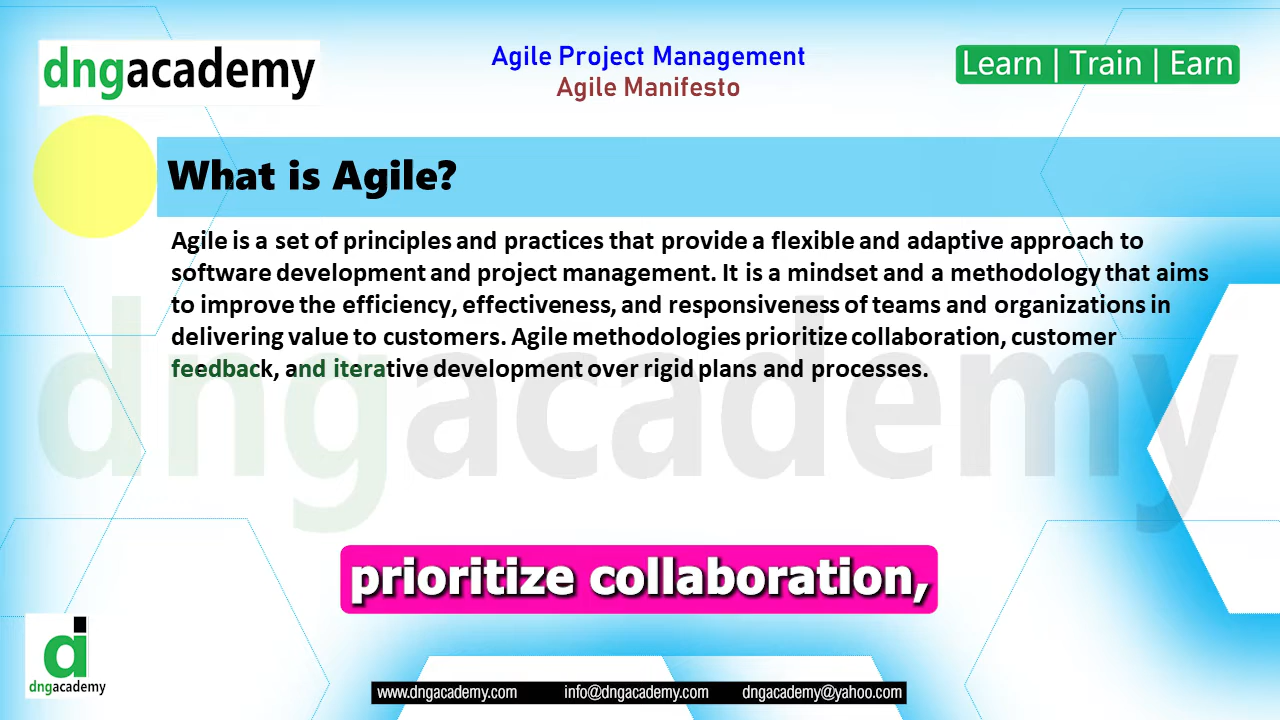 dngacademy
Agile Project Management
Agile Manifesto
Learn | Train | Earn
What is Agile?
Agile is a set of principles and practices that provide a flexible and adaptive approach to
software development and project management. It is a mindset and a methodology that aims
to improve the efficiency, effectiveness, and responsiveness of teams and organizations in
delivering value to customers. Agile methodologies prioritize collaboration, customer
feedback, and iterative development over rigid plans and processes.
dngacademy
prioritize collaboration,
d
dngacademy
www.dngacademy.com info@dngacademy.com dngacademy@yahoo.com